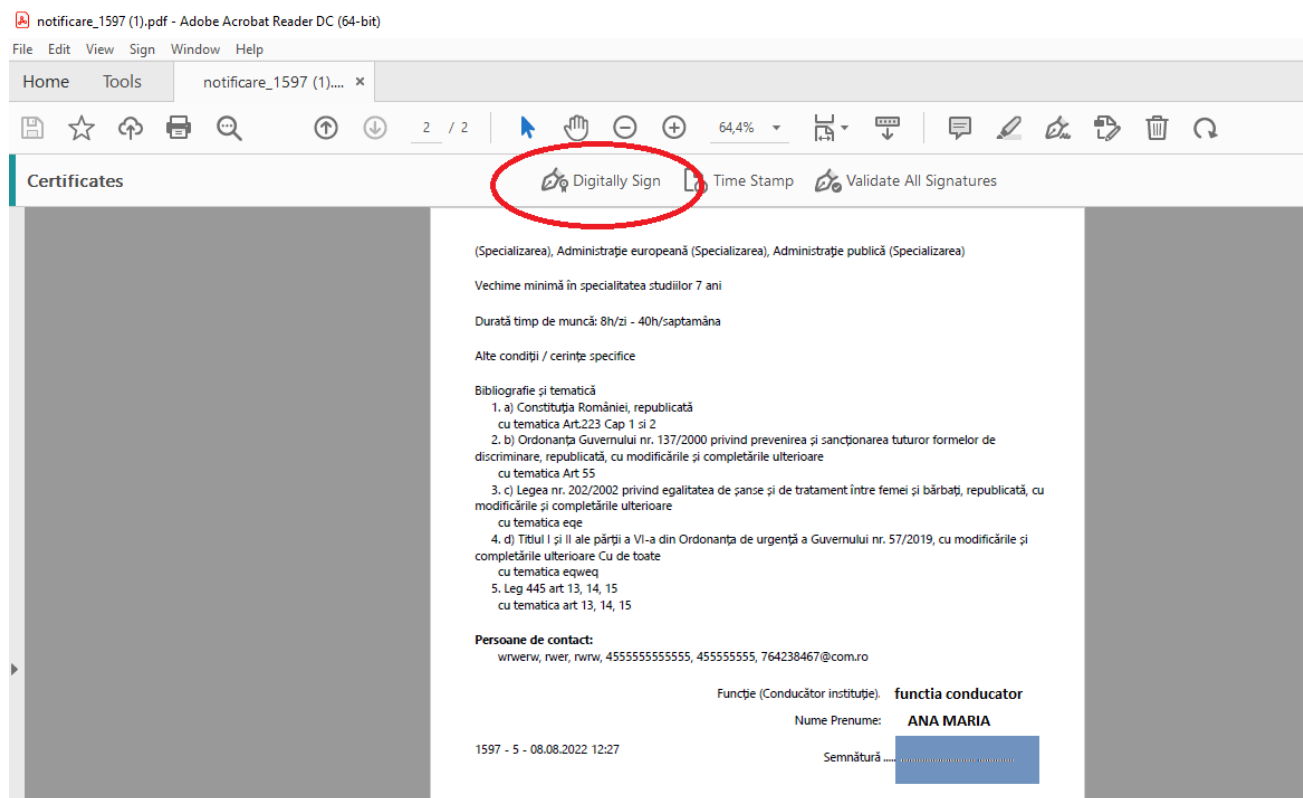 notificare_1597 (1).pdf - Adobe Acrobat Reader DC (64-bit)
File Edit View Sign Window Help
Home Tools notificare_1597 (1).... ×
2 / 2 64,4%
Certificates Digitally Sign Time Stamp Validate All Signatures
(Specializarea), Administrație europeană (Specializarea), Administrație publică (Specializarea)
Vechime minimă în specialitatea studiilor 7 ani
Durată timp de muncă: 8h/zi - 40h/saptamâna
Alte condiții / cerințe specifice
Bibliografie și tematică
1. a) Constituția României, republicată
cu tematica Art.223 Cap 1 si 2
2. b) Ordonanța Guvernului nr. 137/2000 privind prevenirea și sancționarea tuturor formelor de
discriminare, republicată, cu modificările și completările ulterioare
cu tematica Art 55
3. c) Legea nr. 202/2002 privind egalitatea de șanse și de tratament între femei și bărbați, republicată, cu
modificările și completările ulterioare
cu tematica eqe
4. d) Titlul I și II ale părții a VI-a din Ordonanța de urgență a Guvernului nr. 57/2019, cu modificările și
completările ulterioare Cu de toate
cu tematica eqweq
5. Leg 445 art 13, 14, 15
cu tematica art 13, 14, 15
Persoane de contact:
wrwerw, rwer, rwrw, 4555555555555, 455555555, 764238467@com.ro
Funcție (Conducător instituție). functia conducator
Nume Prenume: ANA MARIA
1597 - 5 - 08.08.2022 12:27
Semnătură .....